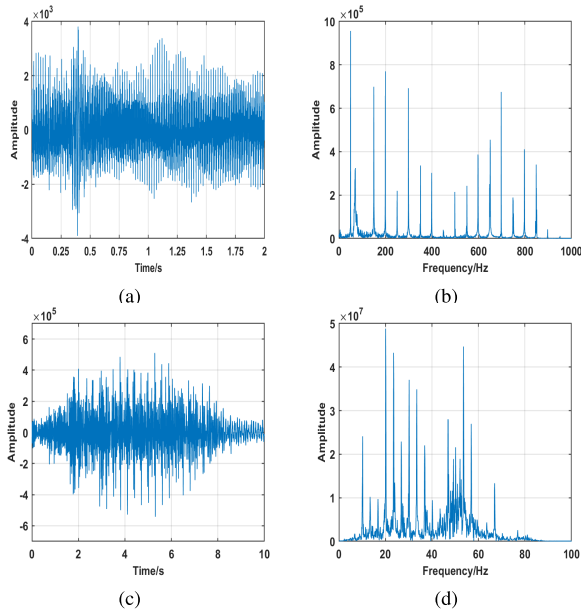 ×10³
4
2
0
-2
-4
Amplitude
0 0.25 0.5 0.75 1 1.25 1.5 1.75 2
Time/s
(a)
×10⁵
10
8
6
4
2
0
Amplitude
0 200 400 600 800 1000
Frequency/Hz
(b)
×10⁵
6
4
2
0
-2
-4
-6
Amplitude
0 2 4 6 8 10
Time/s
(c)
×10⁷
5
4
3
2
1
0
Amplitude
0 20 40 60 80 100
Frequency/Hz
(d)